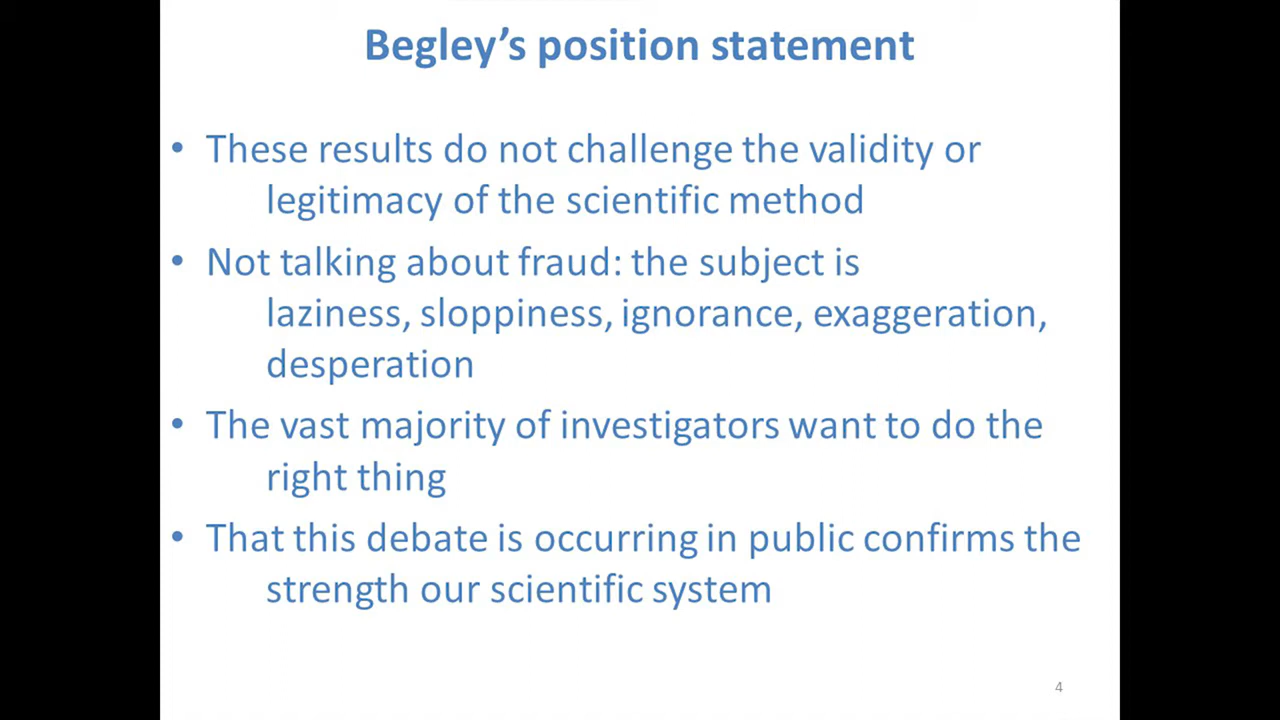 Begley’s position statement
• These results do not challenge the validity or
legitimacy of the scientific method
• Not talking about fraud: the subject is
laziness, sloppiness, ignorance, exaggeration,
desperation
• The vast majority of investigators want to do the
right thing
• That this debate is occurring in public confirms the
strength our scientific system
4